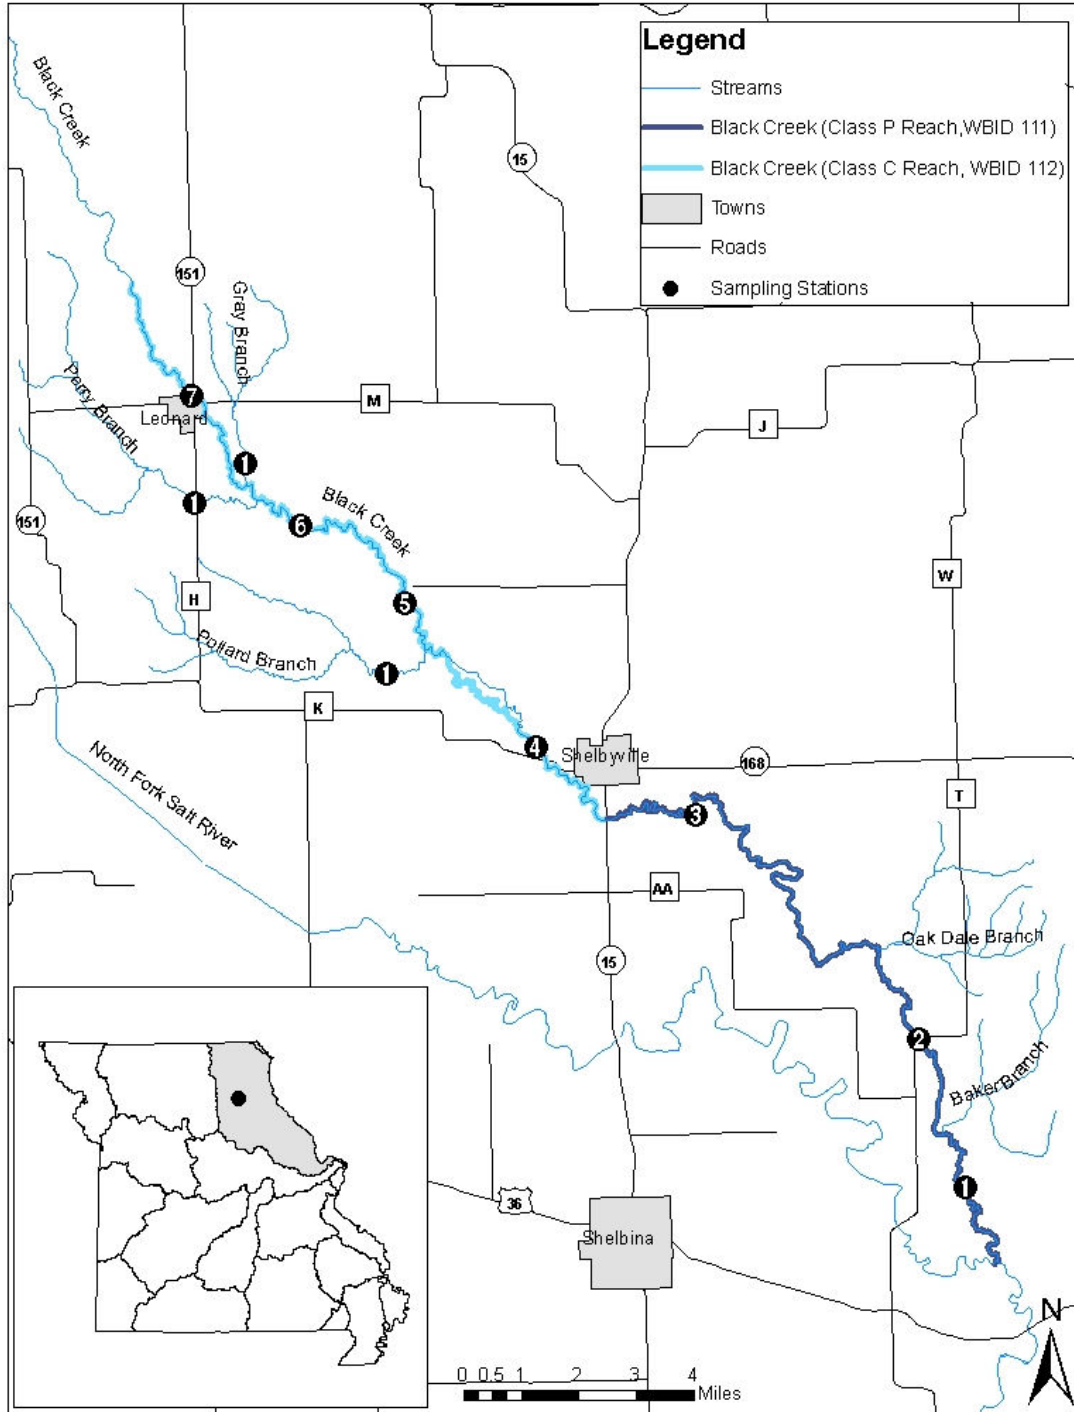 Legend
Streams
Black Creek (Class P Reach,WBID 111)
Black Creek (Class C Reach, WBID 112)
Towns
Roads
Sampling Stations
Black Creek
15
151
Gray Branch
Perry Branch
7
M
Leonard
J
1
1
Black Creek
6
151
W
5
H
Pollard Branch
1
K
4
Shelbyville
North Fork Salt River
168
T
3
AA
Oak Dale Branch
15
2
Baker Branch
1
36
Shelbina
N
0 0.5 1 2 3 4
Miles